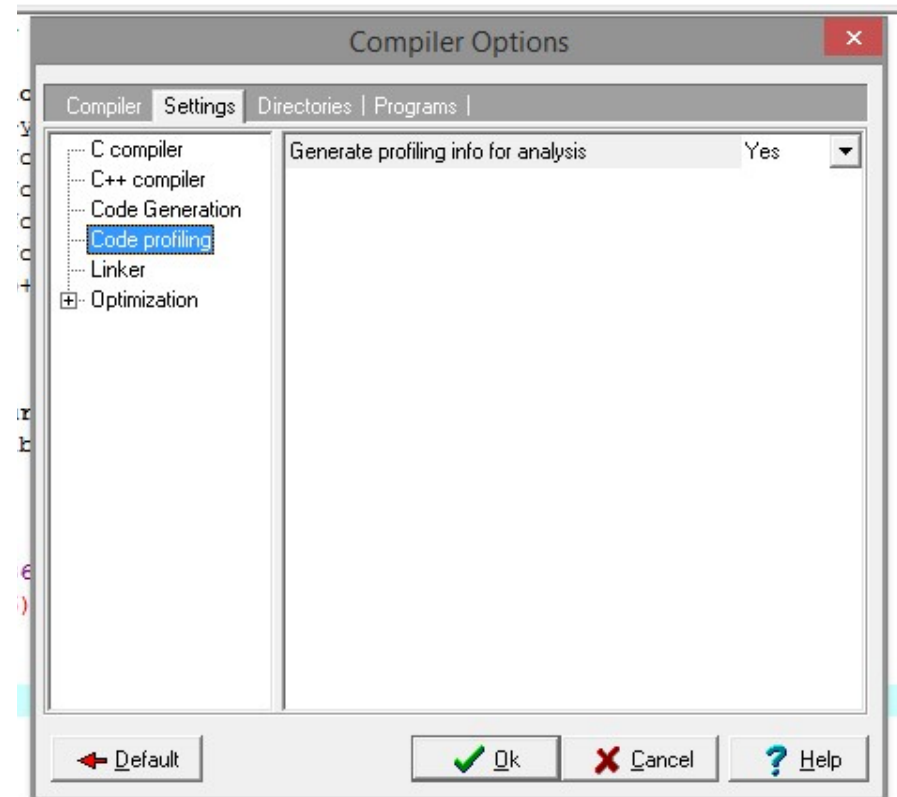 Compiler Options
Compiler Settings Directories | Programs |
C compiler
Generate profiling info for analysis Yes
C++ compiler
Code Generation
Code profiling
Linker
Optimization
Default Ok Cancel Help